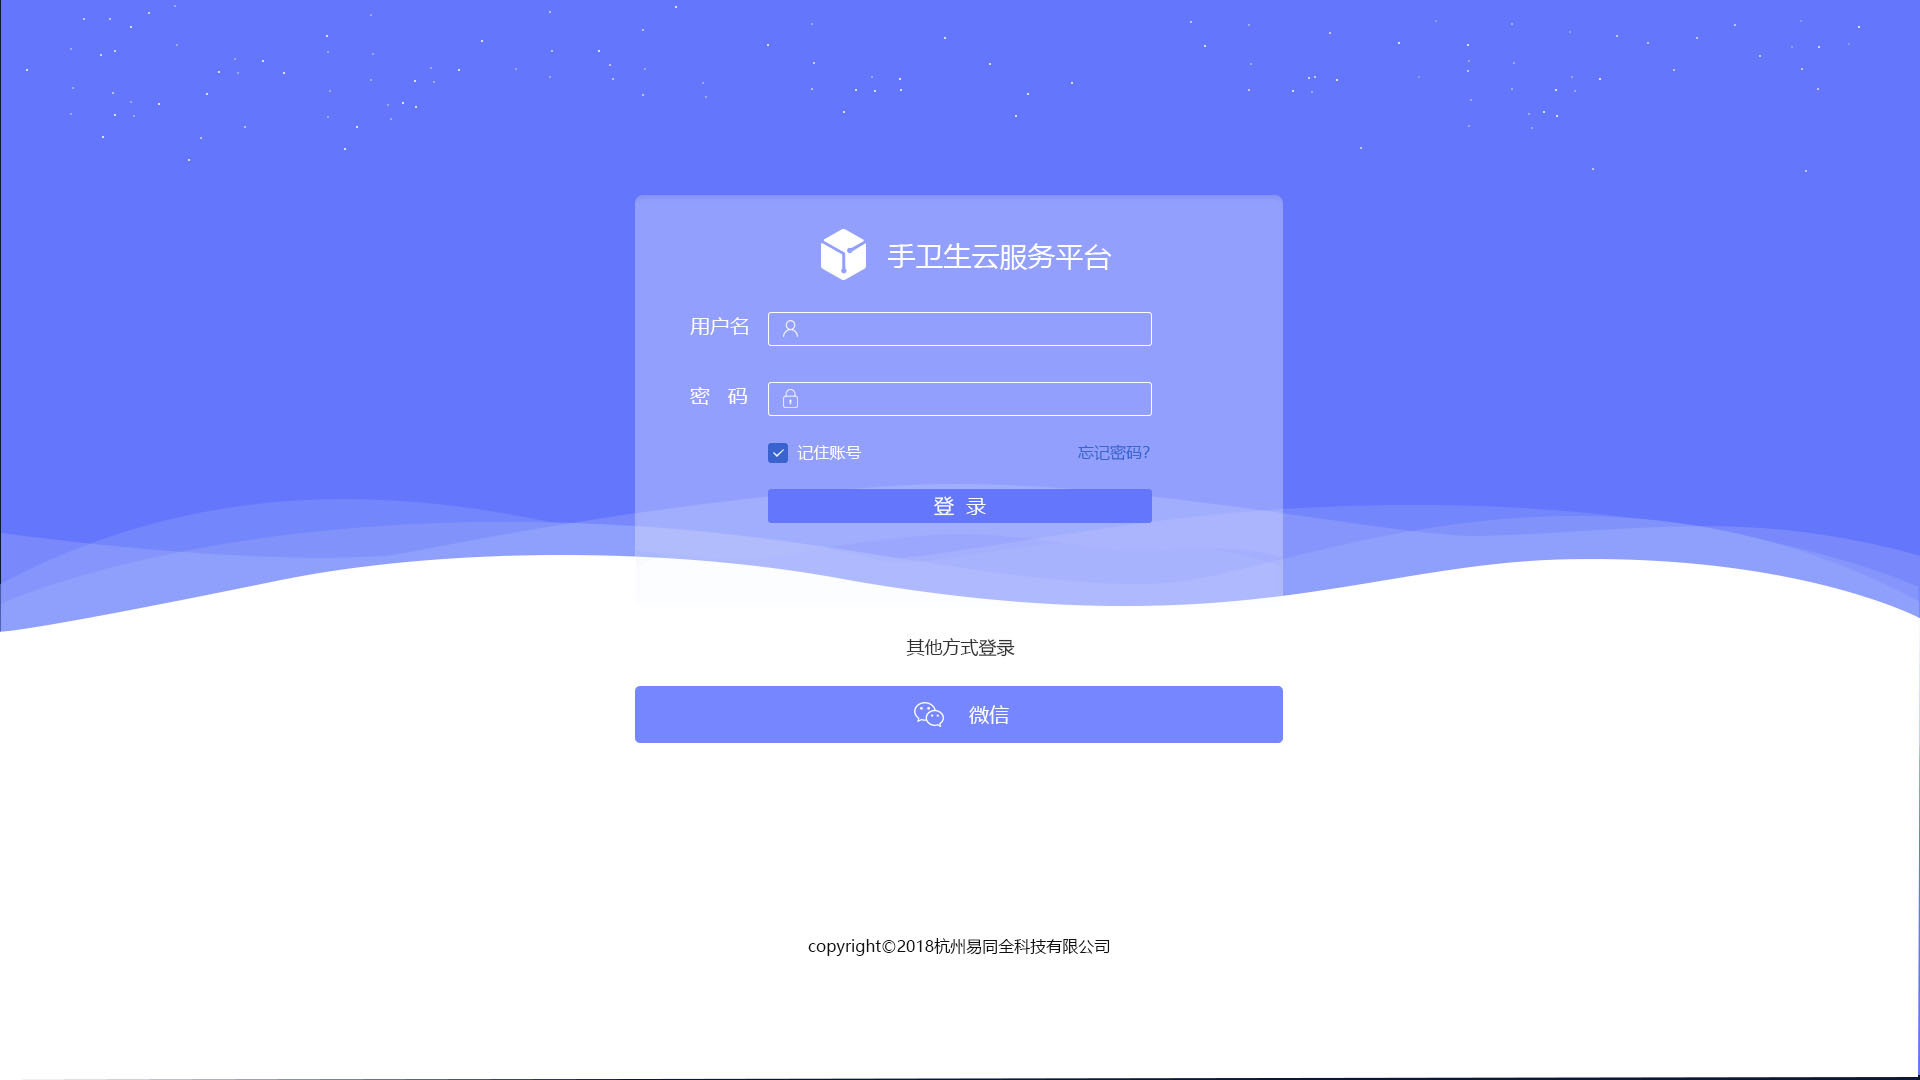 手卫生云服务平台
用户名
密 码
记住账号 忘记密码?
登 录
其他方式登录
微信
copyright©2018杭州易同全科技有限公司